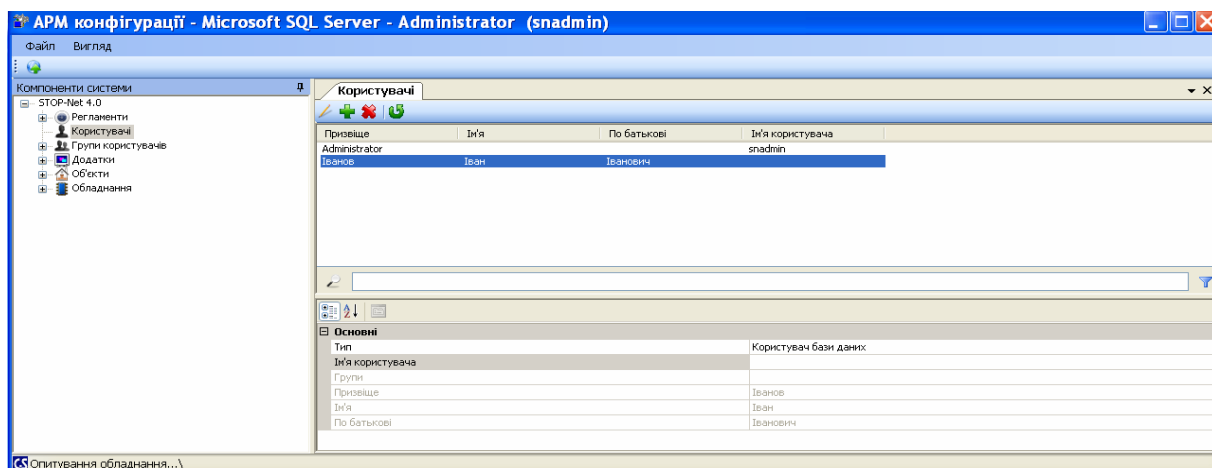 АРМ конфігурації - Microsoft SQL Server - Administrator (snadmin)
Файл Вигляд
Компоненти системи
STOP-Net 4.0
Регламенти
Користувачі
Групи користувачів
Додатки
Об'єкти
Обладнання
Користувачі
Призвіще Ім'я По батькові Ім'я користувача
Administrator snadmin
Іванов Іван Іванович
Основні
Тип Користувач бази даних
Ім'я користувача
Групи
Призвіще Іванов
Ім'я Іван
По батькові Іванович
Опитування обладнання...\